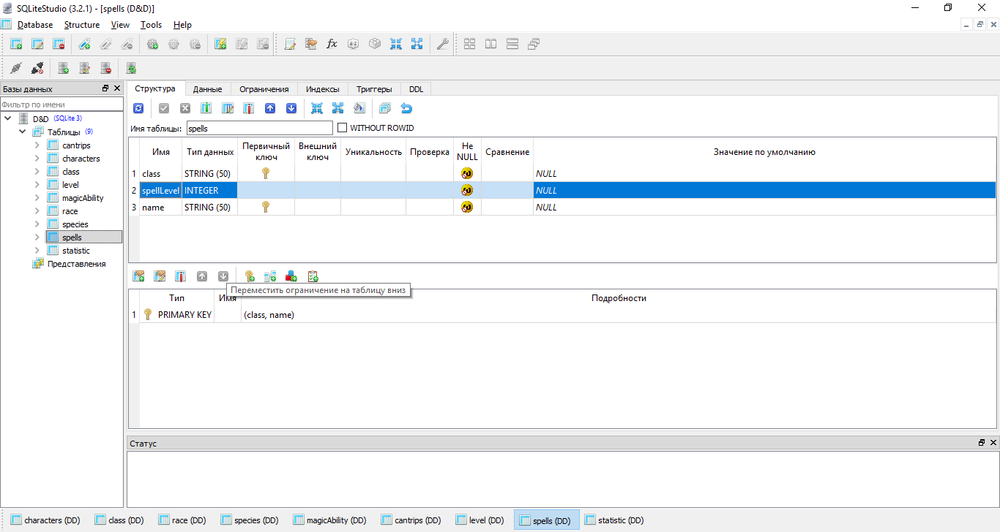 SQLiteStudio (3.2.1) - [spells (D&D)]
Database Structure View Tools Help
Базы данных
Фильтр по имени
D&D (SQLite 3)
Таблицы (9)
cantrips
characters
class
level
magicAbility
race
species
spells
statistic
Представления
Структура Данные Ограничения Индексы Триггеры DDL
Имя таблицы: spells WITHOUT ROWID
Имя Тип данных Первичный ключ Внешний ключ Уникальность Проверка Не NULL Сравнение Значение по умолчанию
1 class STRING (50) NULL
2 spellLevel INTEGER NULL
3 name STRING (50) NULL
Переместить ограничение на таблицу вниз
Тип Имя Подробности
1 PRIMARY KEY (class, name)
Статус
characters (DD) class (DD) race (DD) species (DD) magicAbility (DD) cantrips (DD) level (DD) spells (DD) statistic (DD)